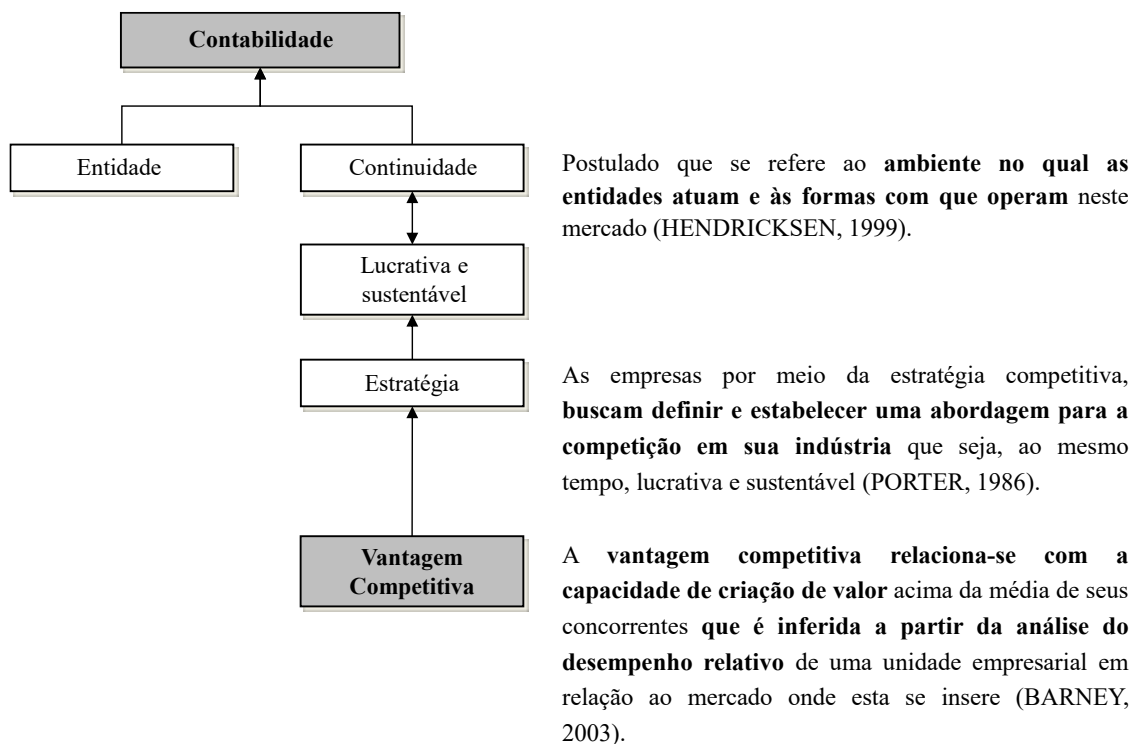 Contabilidade
Entidade
Continuidade
Postulado que se refere ao ambiente no qual as
entidades atuam e às formas com que operam neste
mercado (HENDRICKSEN, 1999).
Lucrativa e
sustentável
Estratégia
As empresas por meio da estratégia competitiva,
buscam definir e estabelecer uma abordagem para a
competição em sua indústria que seja, ao mesmo
tempo, lucrativa e sustentável (PORTER, 1986).
Vantagem
Competitiva
A vantagem competitiva relaciona-se com a
capacidade de criação de valor acima da média de seus
concorrentes que é inferida a partir da análise do
desempenho relativo de uma unidade empresarial em
relação ao mercado onde esta se insere (BARNEY,
2003).